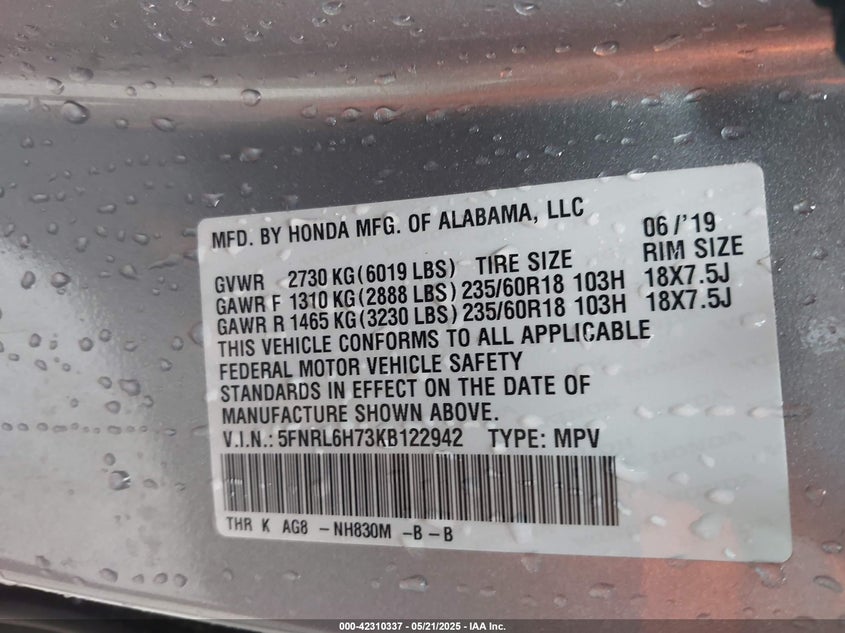 MFD. BY HONDA MFG. OF ALABAMA, LLC 06/'19
GVWR 2730 KG(6019 LBS) TIRE SIZE RIM SIZE
GAWR F 1310 KG(2888 LBS) 235/60R18 103H 18X7.5J
GAWR R 1465 KG(3230 LBS) 235/60R18 103H 18X7.5J
THIS VEHICLE CONFORMS TO ALL APPLICABLE
FEDERAL MOTOR VEHICLE SAFETY
STANDARDS IN EFFECT ON THE DATE OF
MANUFACTURE SHOWN ABOVE.
V.I.N.: 5FNRL6H73KB122942 TYPE: MPV
THR K AG8 -NH830M -B-B
000-42310337 - 05/21/2025 - IAA Inc.